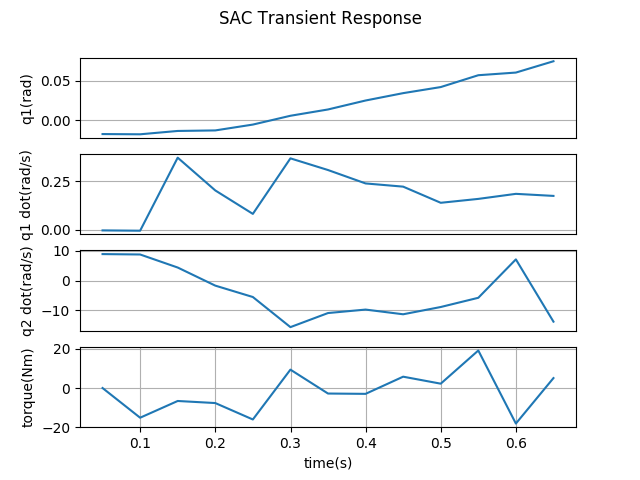 SAC Transient Response
q1(rad)
0.05
0.00
q1 dot(rad/s)
0.25
0.00
q2 dot(rad/s)
10
0
−10
torque(Nm)
20
0
−20
0.1 0.2 0.3 0.4 0.5 0.6
time(s)